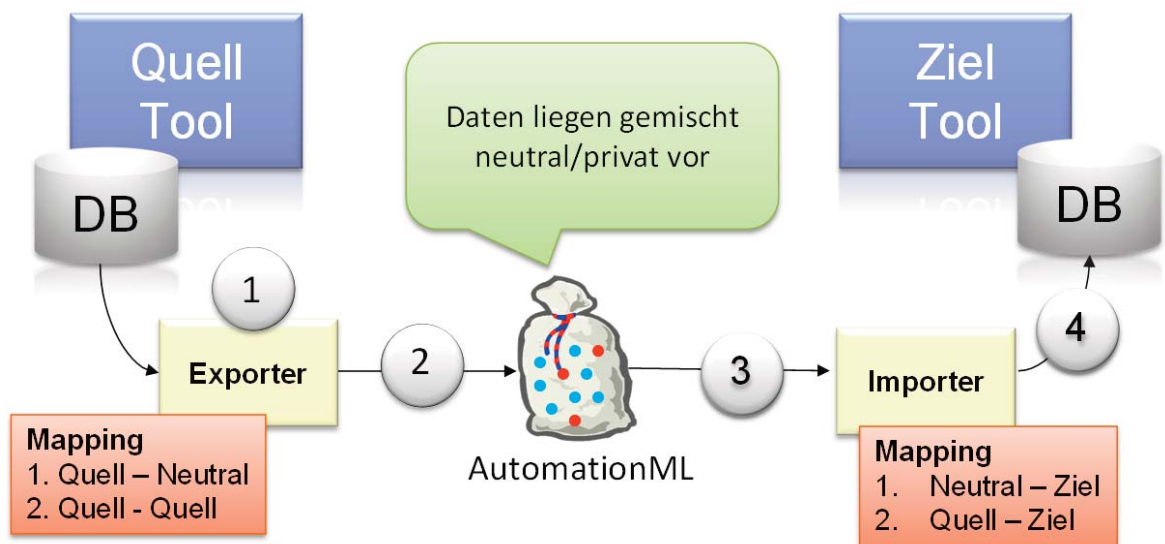 Quell
Tool
DB
1
Exporter
Mapping
1. Quell – Neutral
2. Quell - Quell
2
Daten liegen gemischt
neutral/privat vor
AutomationML
3
Ziel
Tool
DB
4
Importer
Mapping
1. Neutral – Ziel
2. Quell – Ziel